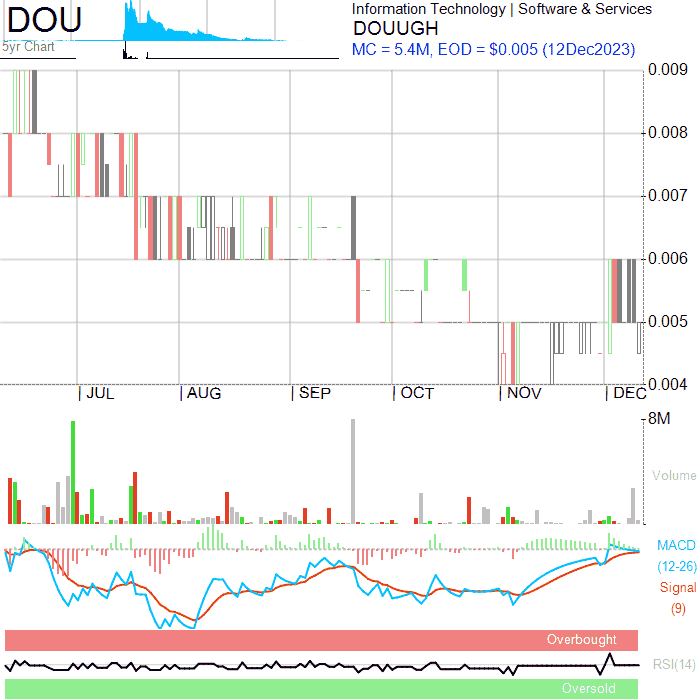 DOU
5yr Chart
Information Technology | Software & Services
DOUUGH
MC = 5.4M, EOD = $0.005 (12Dec2023)
0.009
0.008
0.007
0.006
0.005
0.004
JUL
AUG
SEP
OCT
NOV
DEC
8M
Volume
MACD
(12-26)
Signal
(9)
Overbought
RSI(14)
Oversold